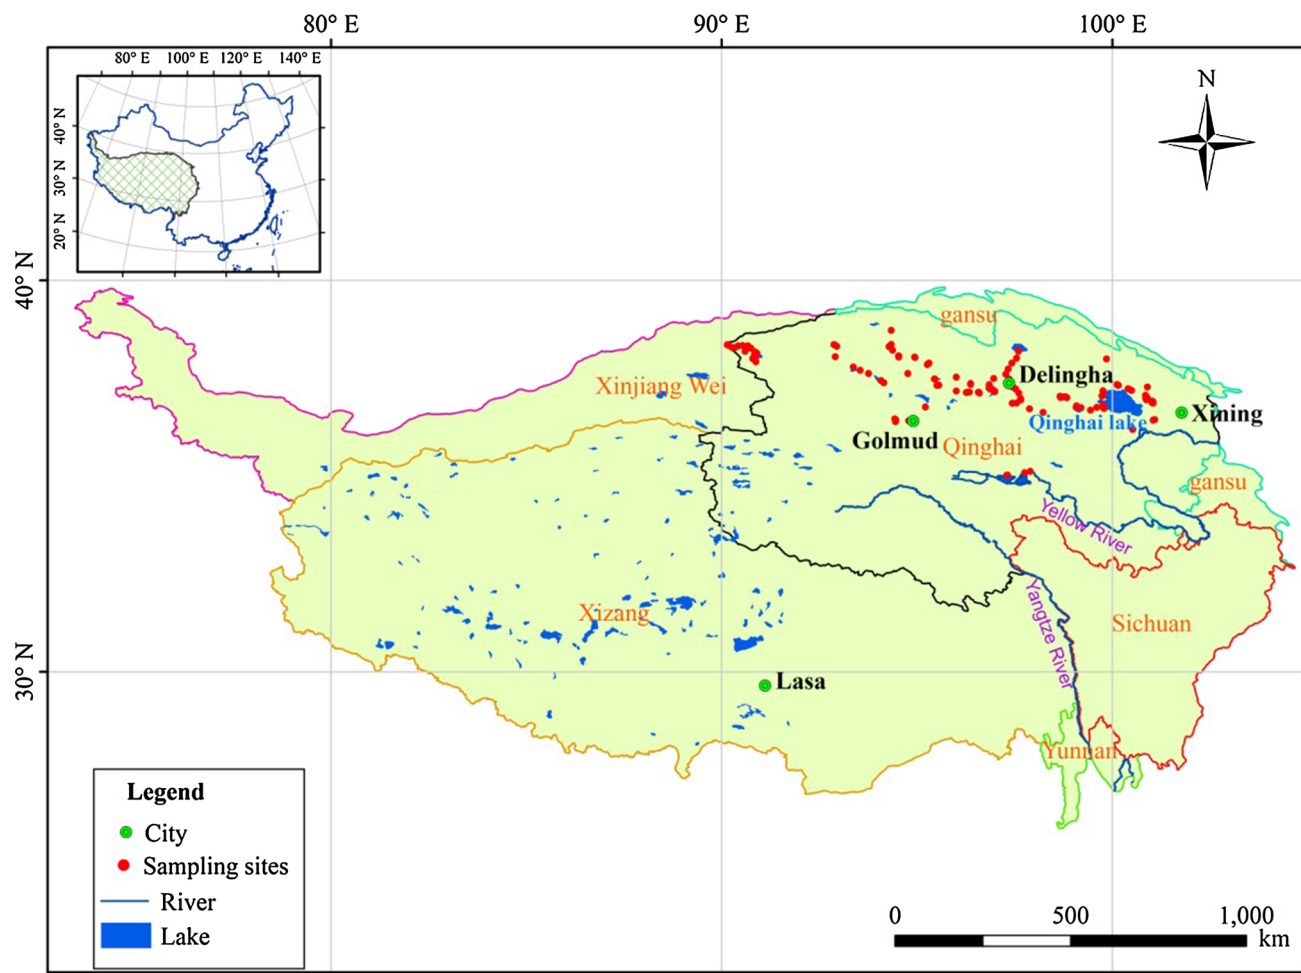 80° E
90° E
100° E
80° E
100° E
120° E
140° E
40° N
30° N
20° N
N
40° N
gansu
Delingha
Xinjiang Wei
Xining
Qinghai lake
Golmud
Qinghai
gansu
Yellow River
Xizang
Yangtze River
Sichuan
30° N
Lasa
Yunnan
Legend
City
Sampling sites
River
Lake
0
500
1,000
km